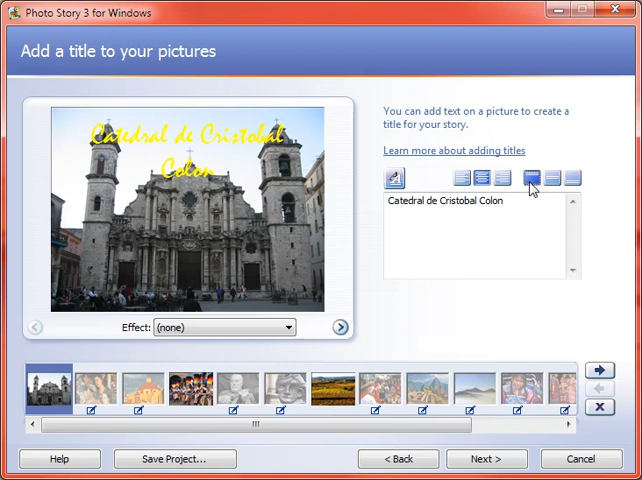 Photo Story 3 for Windows
Add a title to your pictures
Catedral de Cristobal
Colon
You can add text on a picture to create a
title for your story.
Learn more about adding titles
A
Catedral de Cristobal Colon
Effect:
(none)
Help
Save Project...
< Back
Next >
Cancel